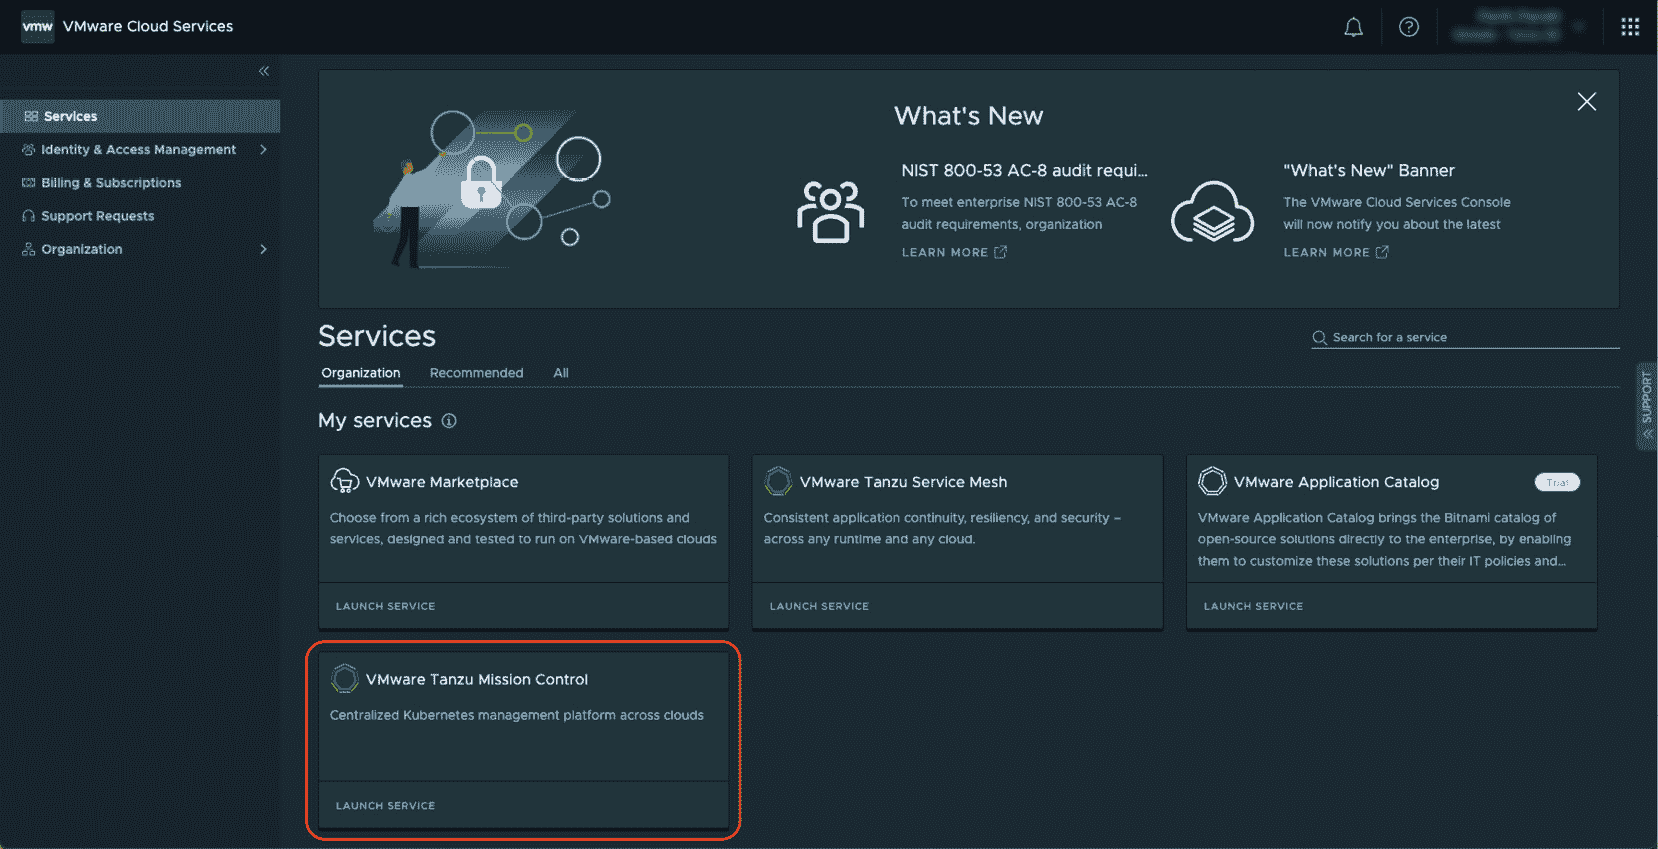 vmw VMware Cloud Services
Services
Identity & Access Management
Billing & Subscriptions
Support Requests
Organization
What's New
NIST 800-53 AC-8 audit requi...
To meet enterprise NIST 800-53 AC-8
audit requirements, organization
LEARN MORE
"What's New" Banner
The VMware Cloud Services Console
will now notify you about the latest
LEARN MORE
Services
Search for a service
Organization Recommended All
SUPPORT
My services
VMware Marketplace
Choose from a rich ecosystem of third-party solutions and
services, designed and tested to run on VMware-based clouds
LAUNCH SERVICE
VMware Tanzu Service Mesh
Consistent application continuity, resiliency, and security –
across any runtime and any cloud.
LAUNCH SERVICE
VMware Application Catalog
VMware Application Catalog brings the Bitnami catalog of
open-source solutions directly to the enterprise, by enabling
them to customize these solutions per their IT policies and...
LAUNCH SERVICE
VMware Tanzu Mission Control
Centralized Kubernetes management platform across clouds
LAUNCH SERVICE